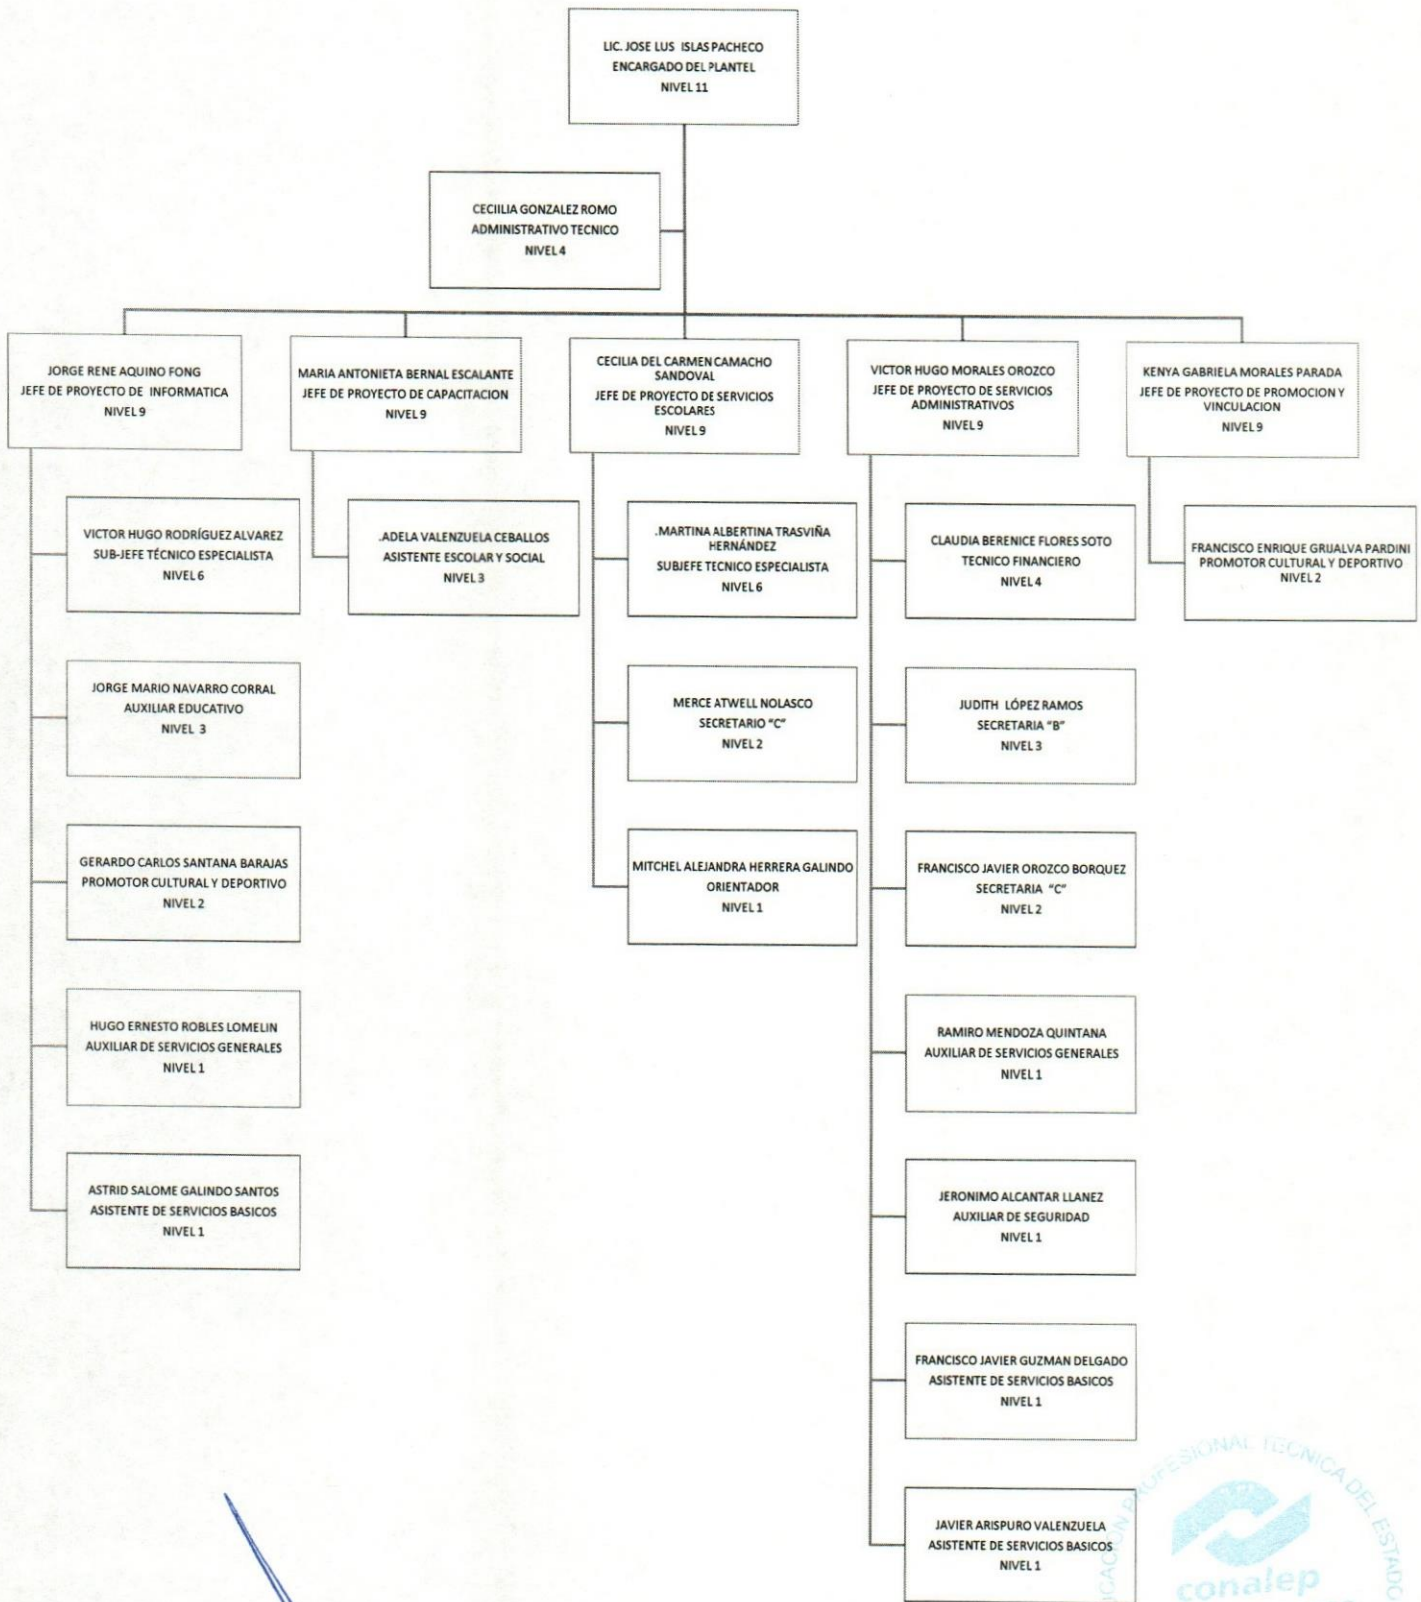 LIC. JOSE LUS ISLAS PACHECO
ENCARGADO DEL PLANTEL
NIVEL 11
CECIILIA GONZALEZ ROMO
ADMINISTRATIVO TECNICO
NIVEL 4
JORGE RENE AQUINO FONG
JEFE DE PROYECTO DE INFORMATICA
NIVEL 9
MARIA ANTONIETA BERNAL ESCALANTE
JEFE DE PROYECTO DE CAPACITACION
NIVEL 9
CECILIA DEL CARMEN CAMACHO
SANDOVAL
JEFE DE PROYECTO DE SERVICIOS
ESCOLARES
NIVEL 9
VICTOR HUGO MORALES OROZCO
JEFE DE PROYECTO DE SERVICIOS
ADMINISTRATIVOS
NIVEL 9
KENYA GABRIELA MORALES PARADA
JEFE DE PROYECTO DE PROMOCION Y
VINCULACION
NIVEL 9
VICTOR HUGO RODRÍGUEZ ALVAREZ
SUB-JEFE TÉCNICO ESPECIALISTA
NIVEL 6
JORGE MARIO NAVARRO CORRAL
AUXILIAR EDUCATIVO
NIVEL 3
GERARDO CARLOS SANTANA BARAJAS
PROMOTOR CULTURAL Y DEPORTIVO
NIVEL 2
HUGO ERNESTO ROBLES LOMELIN
AUXILIAR DE SERVICIOS GENERALES
NIVEL 1
ASTRID SALOME GALINDO SANTOS
ASISTENTE DE SERVICIOS BASICOS
NIVEL 1
.ADELA VALENZUELA CEBALLOS
ASISTENTE ESCOLAR Y SOCIAL
NIVEL 3
.MARTINA ALBERTINA TRASVIÑA
HERNÁNDEZ
SUBJEFE TECNICO ESPECIALISTA
NIVEL 6
MERCE ATWELL NOLASCO
SECRETARIO "C"
NIVEL 2
MITCHEL ALEJANDRA HERRERA GALINDO
ORIENTADOR
NIVEL 1
CLAUDIA BERENICE FLORES SOTO
TECNICO FINANCIERO
NIVEL 4
JUDITH LÓPEZ RAMOS
SECRETARIA "B"
NIVEL 3
FRANCISCO JAVIER OROZCO BORQUEZ
SECRETARIA "C"
NIVEL 2
RAMIRO MENDOZA QUINTANA
AUXILIAR DE SERVICIOS GENERALES
NIVEL 1
JERONIMO ALCANTAR LLANEZ
AUXILIAR DE SEGURIDAD
NIVEL 1
FRANCISCO JAVIER GUZMAN DELGADO
ASISTENTE DE SERVICIOS BASICOS
NIVEL 1
JAVIER ARISPURO VALENZUELA
ASISTENTE DE SERVICIOS BASICOS
NIVEL 1
FRANCISCO ENRIQUE GRIJALVA PARDINI
PROMOTOR CULTURAL Y DEPORTIVO
NIVEL 2
PROFESIONAL TECNICA DEL ESTADO
conalep